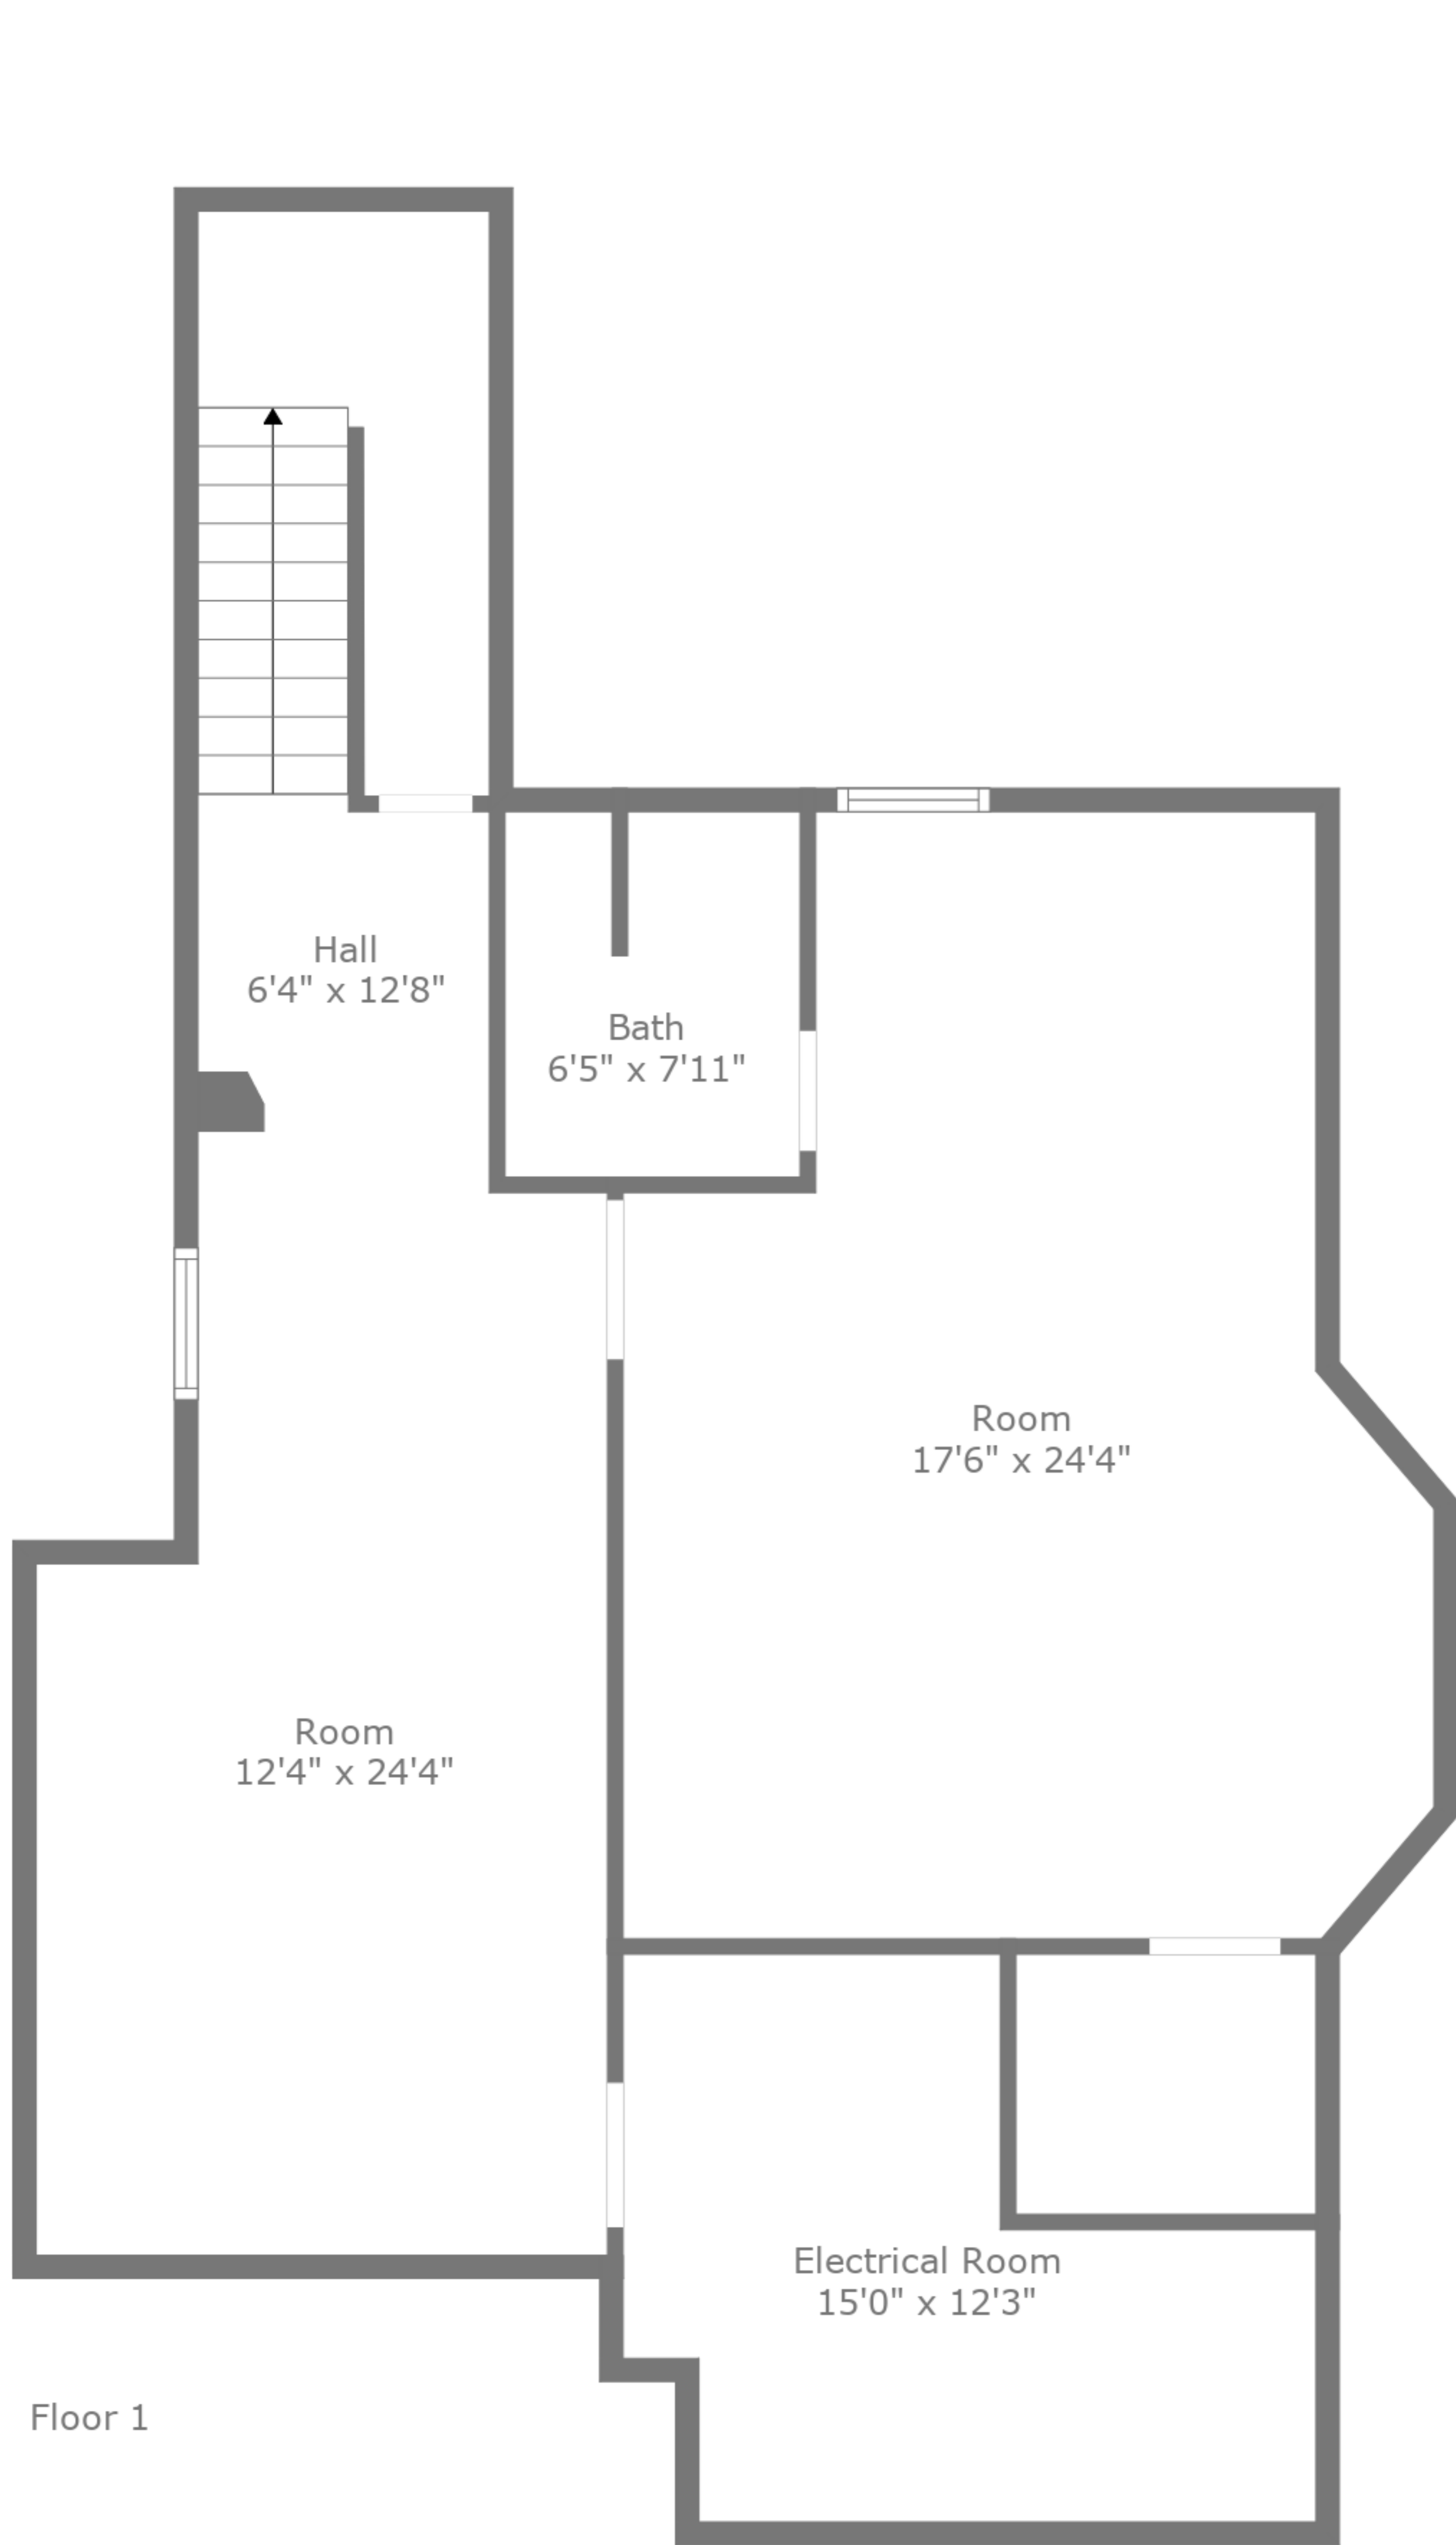 Hall
6'4" x 12'8"
Bath
6'5" x 7'11"
Room
17'6" x 24'4"
Room
12'4" x 24'4"
Electrical Room
15'0" x 12'3"
Floor 1